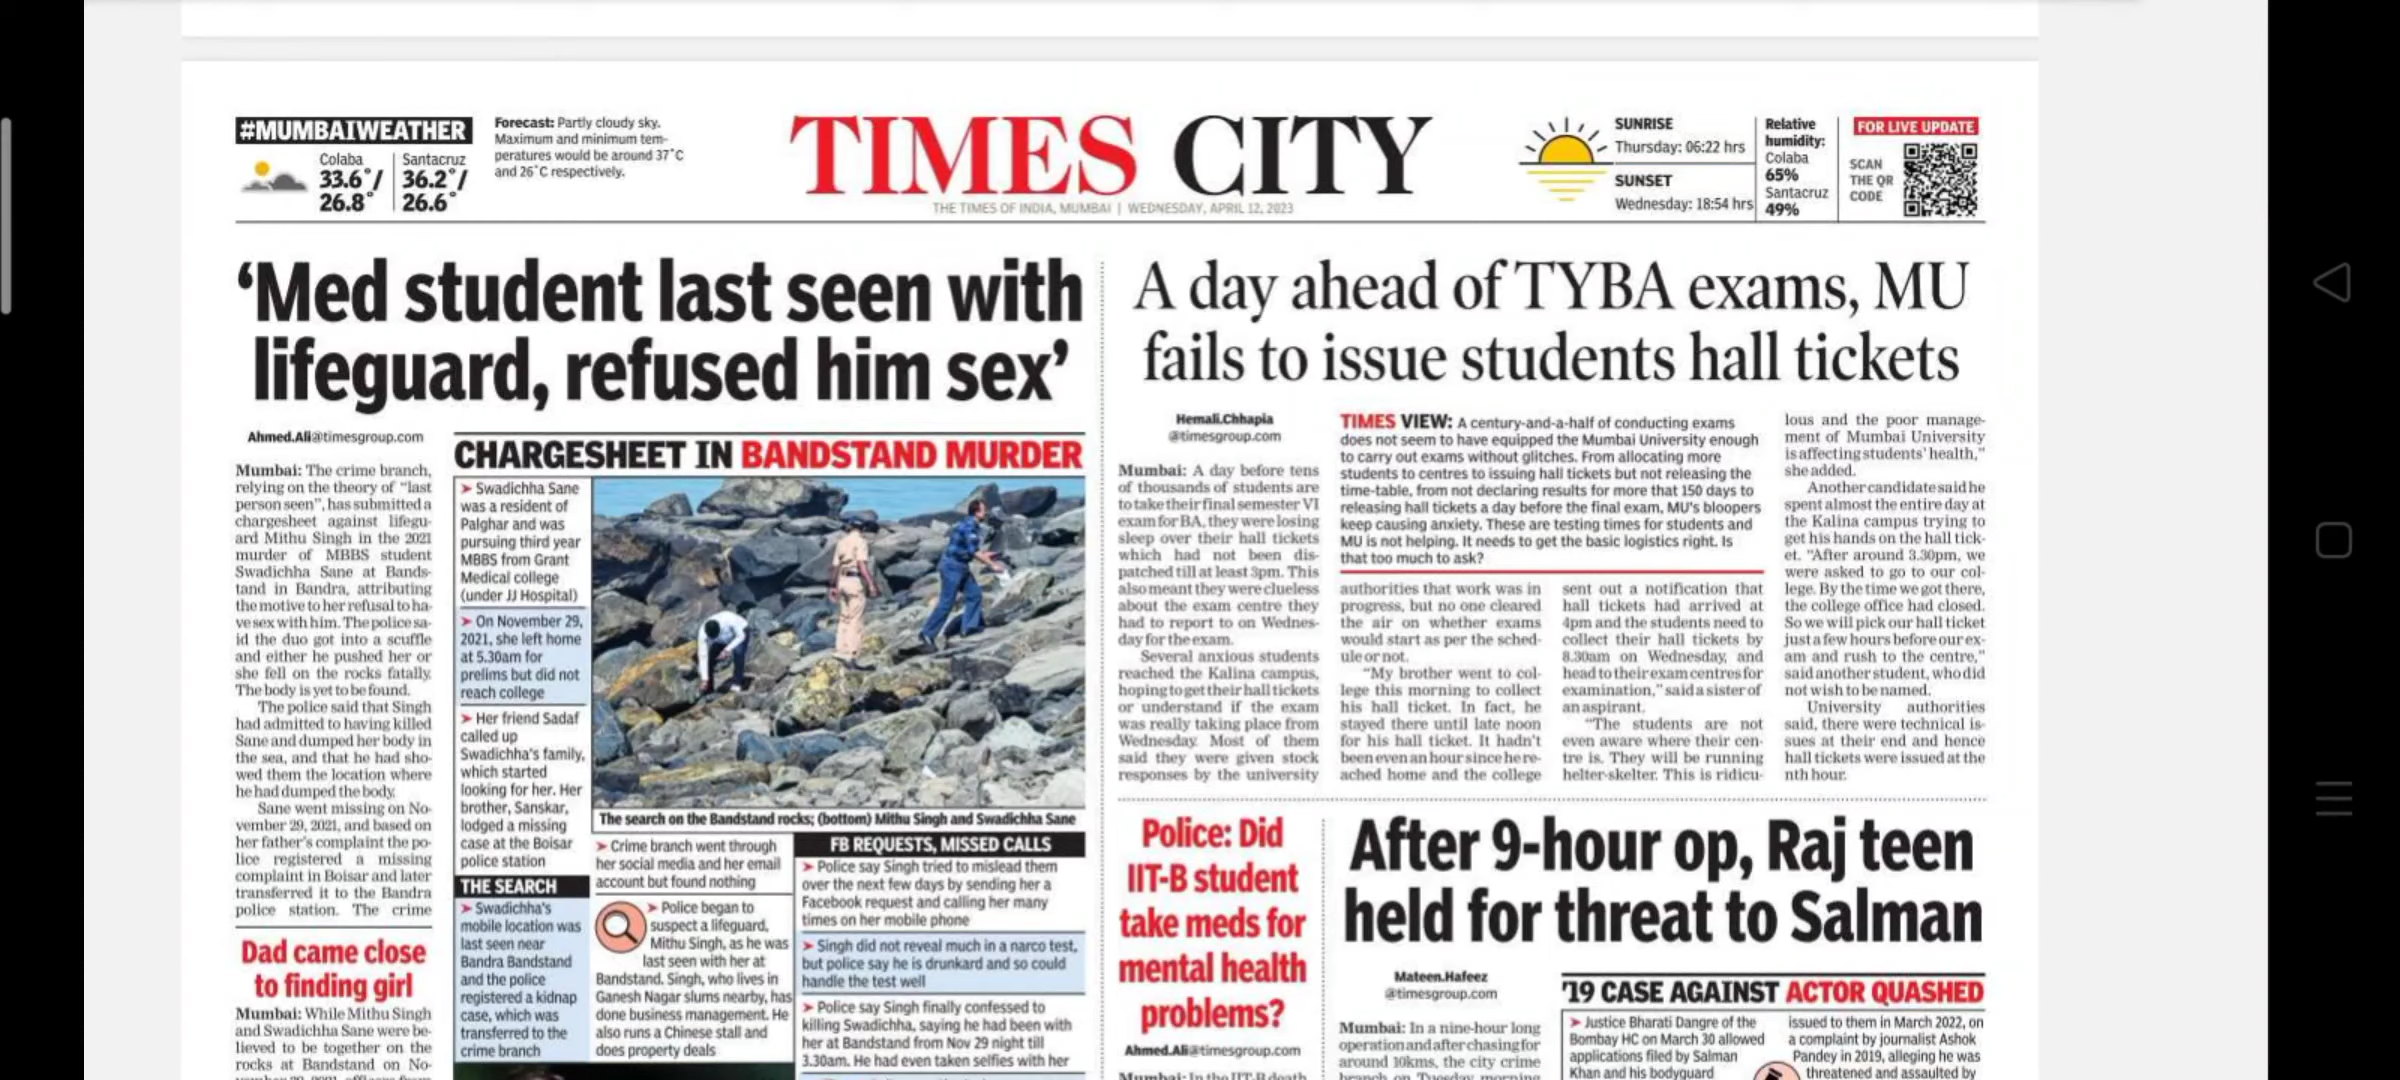 #MUMBAIWEATHER
Colaba
33.6°/
26.8°
Santacruz
36.2°/
26.6°
Forecast: Partly cloudy sky.
Maximum and minimum tem-
peratures would be around 37°C
and 26°C respectively.
TIMES CITY
THE TIMES OF INDIA, MUMBAI | WEDNESDAY, APRIL 12, 2023
SUNRISE
Thursday: 06:22 hrs
SUNSET
Wednesday: 18:54 hrs
Relative
humidity:
Colaba
65%
Santacruz
49%
FOR LIVE UPDATE
SCAN
THE QR
CODE
‘Med student last seen with
lifeguard, refused him sex’
Ahmed.Ali@timesgroup.com
Mumbai: The crime branch,
relying on the theory of “last
person seen”, has submitted a
chargesheet against lifegu-
ard Mithu Singh in the 2021
murder of MBBS student
Swadichha Sane at Bands-
tand in Bandra, attributing
the motive to her refusal to ha-
ve sex with him. The police sa-
id the duo got into a scuffle
and either he pushed her or
she fell on the rocks fatally.
The body is yet to be found.
The police said that Singh
had admitted to having killed
Sane and dumped her body in
the sea, and that he had sho-
wed them the location where
he had dumped the body.
Sane went missing on No-
vember 29, 2021, and based on
her father’s complaint the po-
lice registered a missing
complaint in Boisar and later
transferred it to the Bandra
police station. The crime
Dad came close
to finding girl
Mumbai: While Mithu Singh
and Swadichha Sane were be-
lieved to be together on the
rocks at Bandstand on No-
CHARGESHEET IN BANDSTAND MURDER
➤ Swadichha Sane
was a resident of
Palghar and was
pursuing third year
MBBS from Grant
Medical college
(under JJ Hospital)
➤ On November 29,
2021, she left home
at 5.30am for
prelims but did not
reach college
➤ Her friend Sadaf
called up
Swadichha’s family,
which started
looking for her. Her
brother, Sanskar,
lodged a missing
case at the Boisar
police station
THE SEARCH
➤ Swadichha’s
mobile location was
last seen near
Bandra Bandstand
and the police
registered a kidnap
case, which was
transferred to the
crime branch
The search on the Bandstand rocks; (bottom) Mithu Singh and Swadichha Sane
➤ Crime branch went through
her social media and her email
account but found nothing
➤ Police began to
suspect a lifeguard,
Mithu Singh, as he was
last seen with her at
Bandstand. Singh, who lives in
Ganesh Nagar slums nearby, has
done business management. He
also runs a Chinese stall and
does property deals
FB REQUESTS, MISSED CALLS
➤ Police say Singh tried to mislead them
over the next few days by sending her a
Facebook request and calling her many
times on her mobile phone
➤ Singh did not reveal much in a narco test,
but police say he is drunkard and so could
handle the test well
➤ Police say Singh finally confessed to
killing Swadichha, saying he had been with
her at Bandstand from Nov 29 night till
3.30am. He had even taken selfies with her
A day ahead of TYBA exams, MU
fails to issue students hall tickets
Hemali.Chhapia
@timesgroup.com
Mumbai: A day before tens
of thousands of students are
to take their final semester VI
exam for BA, they were losing
sleep over their hall tickets
which had not been dis-
patched till at least 3pm. This
also meant they were clueless
about the exam centre they
had to report to on Wednes-
day for the exam.
Several anxious students
reached the Kalina campus,
hoping to get their hall tickets
or understand if the exam
was really taking place from
Wednesday. Most of them
said they were given stock
responses by the university
TIMES VIEW: A century-and-a-half of conducting exams
does not seem to have equipped the Mumbai University enough
to carry out exams without glitches. From allocating more
students to centres to issuing hall tickets but not releasing the
time-table, from not declaring results for more that 150 days to
releasing hall tickets a day before the final exam, MU's bloopers
keep causing anxiety. These are testing times for students and
MU is not helping. It needs to get the basic logistics right. Is
that too much to ask?
authorities that work was in
progress, but no one cleared
the air on whether exams
would start as per the sched-
ule or not.
“My brother went to col-
lege this morning to collect
his hall ticket. In fact, he
stayed there until late noon
for his hall ticket. It hadn’t
been even an hour since he re-
ached home and the college
sent out a notification that
hall tickets had arrived at
4pm and the students need to
collect their hall tickets by
8.30am on Wednesday, and
head to their exam centres for
examination,” said a sister of
an aspirant.
“The students are not
even aware where their cen-
tre is. They will be running
helter-skelter. This is ridicu-
lous and the poor manage-
ment of Mumbai University
is affecting students’ health,”
she added.
Another candidate said he
spent almost the entire day at
the Kalina campus trying to
get his hands on the hall tick-
et. “After around 3.30pm, we
were asked to go to our col-
lege. By the time we got there,
the college office had closed.
So we will pick our hall ticket
just a few hours before our ex-
am and rush to the centre,”
said another student, who did
not wish to be named.
University authorities
said, there were technical is-
sues at their end and hence
hall tickets were issued at the
nth hour.
Police: Did
IIT-B student
take meds for
mental health
problems?
Ahmed.Ali@timesgroup.com
Mumbai: In the IIT-B death
After 9-hour op, Raj teen
held for threat to Salman
Mateen.Hafeez
@timesgroup.com
Mumbai: In a nine-hour long
operation and after chasing for
around 10kms, the city crime
branch on Tuesday morning
’19 CASE AGAINST ACTOR QUASHED
➤ Justice Bharati Dangre of the
Bombay HC on March 30 allowed
applications filed by Salman
Khan and his bodyguard
issued to them in March 2022, on
a complaint by journalist Ashok
Pandey in 2019, alleging he was
threatened and assaulted by